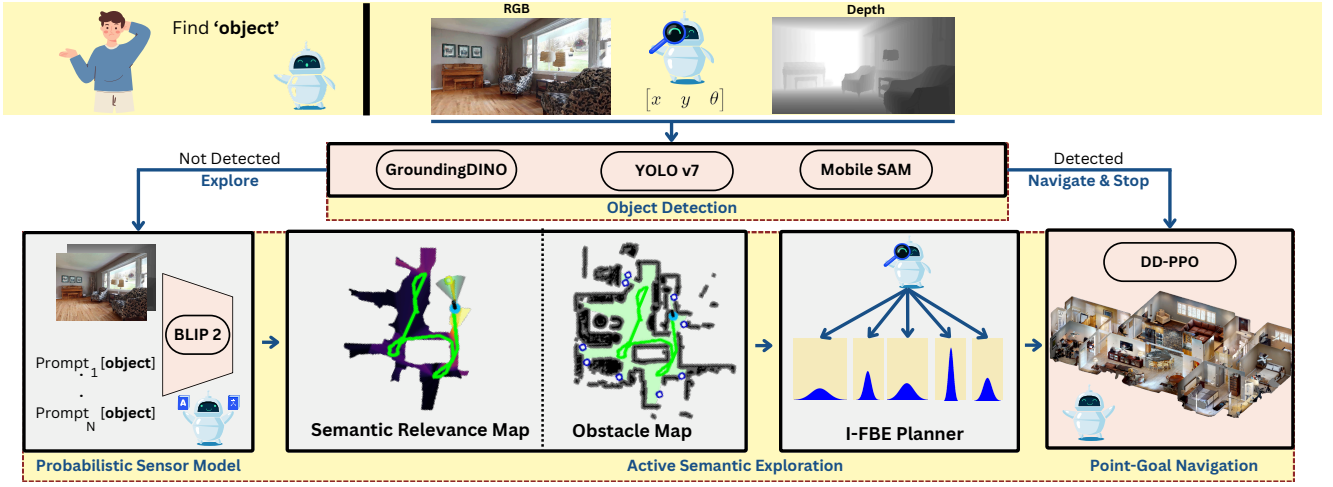 Find ‘object’
RGB
Depth
[x y θ]
GroundingDINO
YOLO v7
Mobile SAM
Object Detection
Not Detected
Explore
Detected
Navigate & Stop
BLIP 2
Prompt 1 [object]
.
.
Prompt N [object]
A
Probabilistic Sensor Model
Semantic Relevance Map
Obstacle Map
I-FBE Planner
Active Semantic Exploration
DD-PPO
Point-Goal Navigation